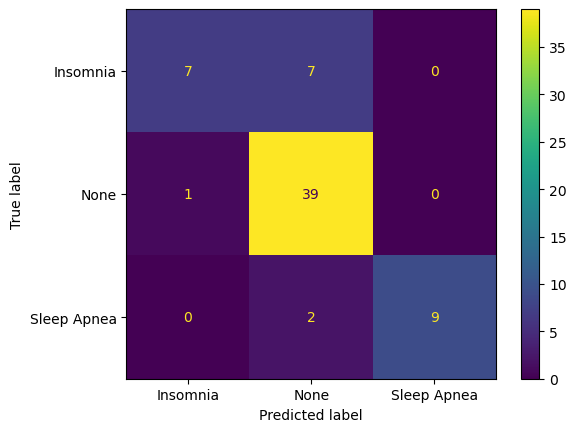 Insomnia
None
Sleep Apnea
True label
7 7 0
1 39 0
0 2 9
Insomnia None Sleep Apnea
Predicted label
35
30
25
20
15
10
5
0